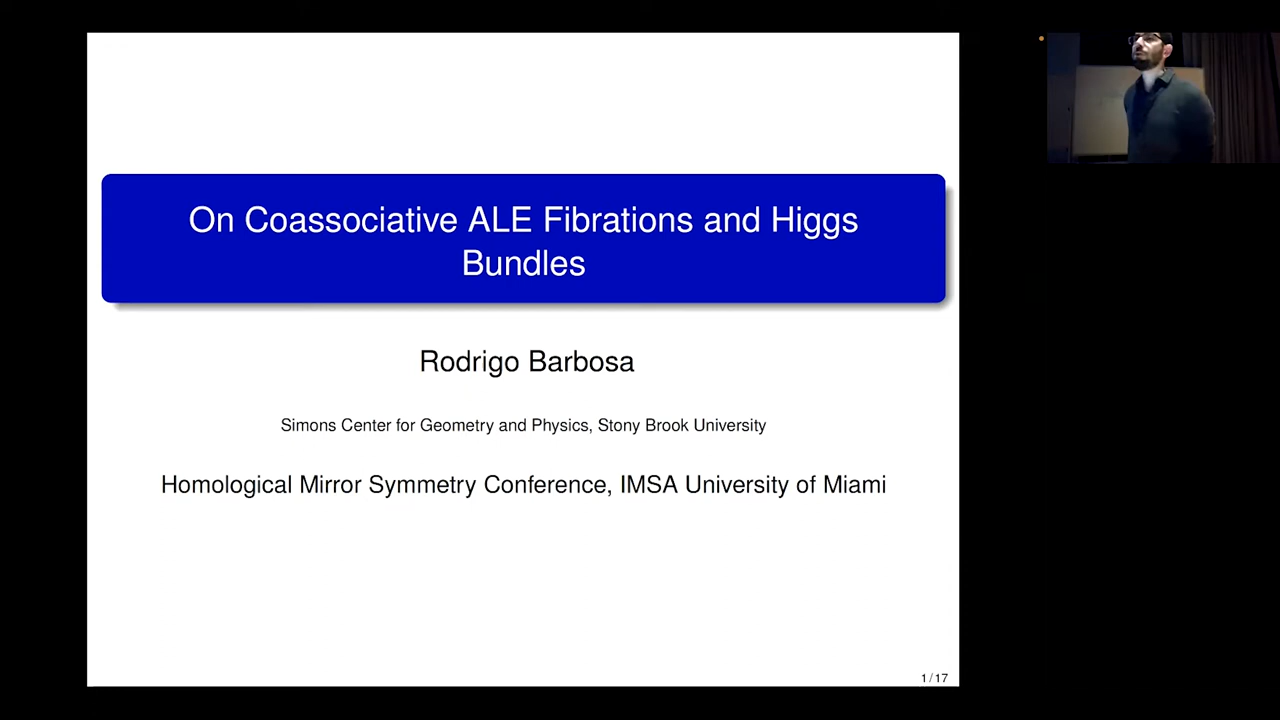 On Coassociative ALE Fibrations and Higgs
Bundles
Rodrigo Barbosa
Simons Center for Geometry and Physics, Stony Brook University
Homological Mirror Symmetry Conference, IMSA University of Miami
1 / 17